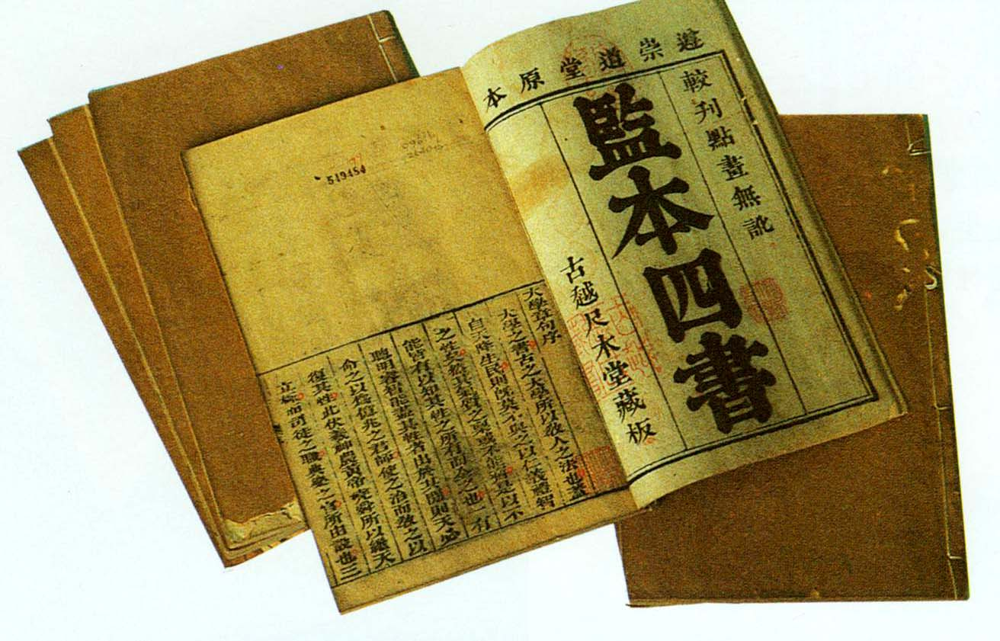 遵崇道堂原本
較刊點畫無訛
監本四書
古越尺木堂藏板
519454
大學章句序
大學之書古之大學所以教人之法也蓋
自天降生民則既莫不與之以仁義禮智
之性矣然其氣質之稟或不能齊是以不
能皆有以知其性之所有而全之也一有
聰明睿智能盡其性者出於其間則天必
命之以爲億兆之君師使之治而教之以
復其性此伏羲神農黃帝堯舜所以繼天
立極而司徒之職典樂之官所由設也三